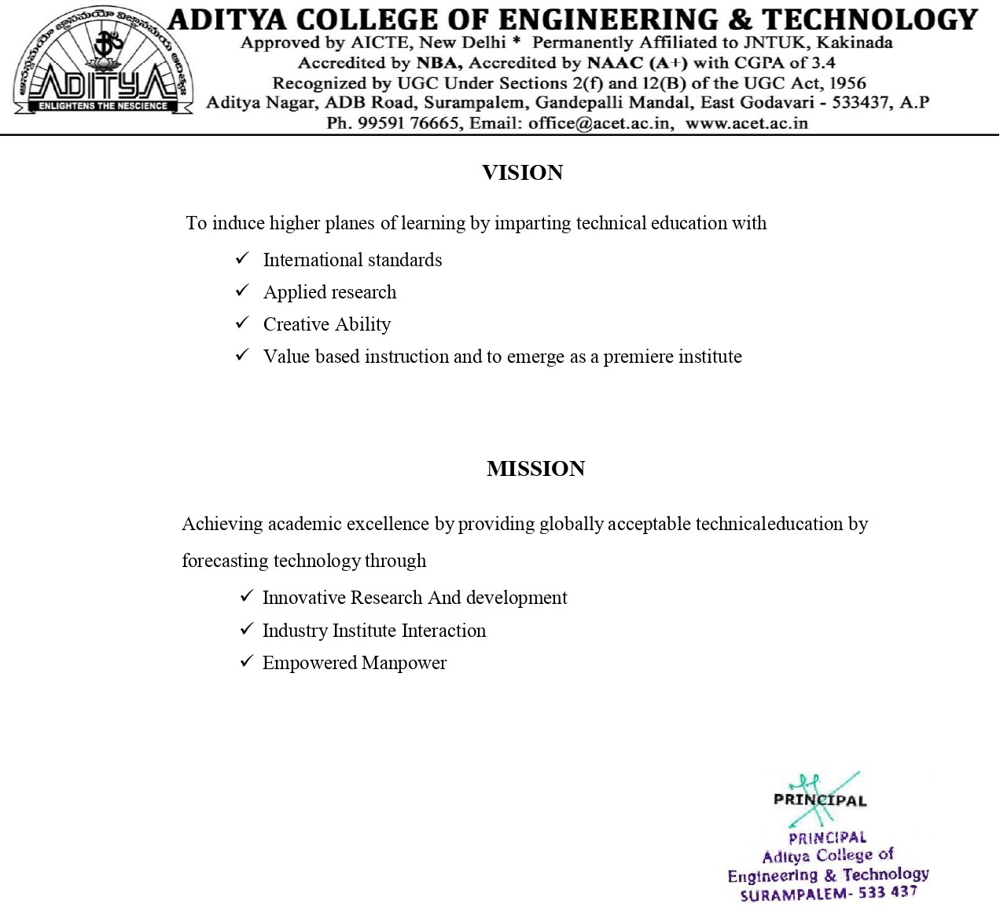 ADITYA COLLEGE OF ENGINEERING & TECHNOLOGY
Approved by AICTE, New Delhi * Permanently Affiliated to JNTUK, Kakinada
Accredited by NBA, Accredited by NAAC (A+) with CGPA of 3.4
Recognized by UGC Under Sections 2(f) and 12(B) of the UGC Act, 1956
Aditya Nagar, ADB Road, Surampalem, Gandepalli Mandal, East Godavari - 533437, A.P
Ph. 99591 76665, Email: office@acet.ac.in, www.acet.ac.in
ADITYA
ENLIGHTENS THE NESCIENCE
VISION
To induce higher planes of learning by imparting technical education with
✓ International standards
✓ Applied research
✓ Creative Ability
✓ Value based instruction and to emerge as a premiere institute
MISSION
Achieving academic excellence by providing globally acceptable technicaleducation by
forecasting technology through
✓ Innovative Research And development
✓ Industry Institute Interaction
✓ Empowered Manpower
PRINCIPAL
PRINCIPAL
Aditya College of
Engineering & Technology
SURAMPALEM- 533 437